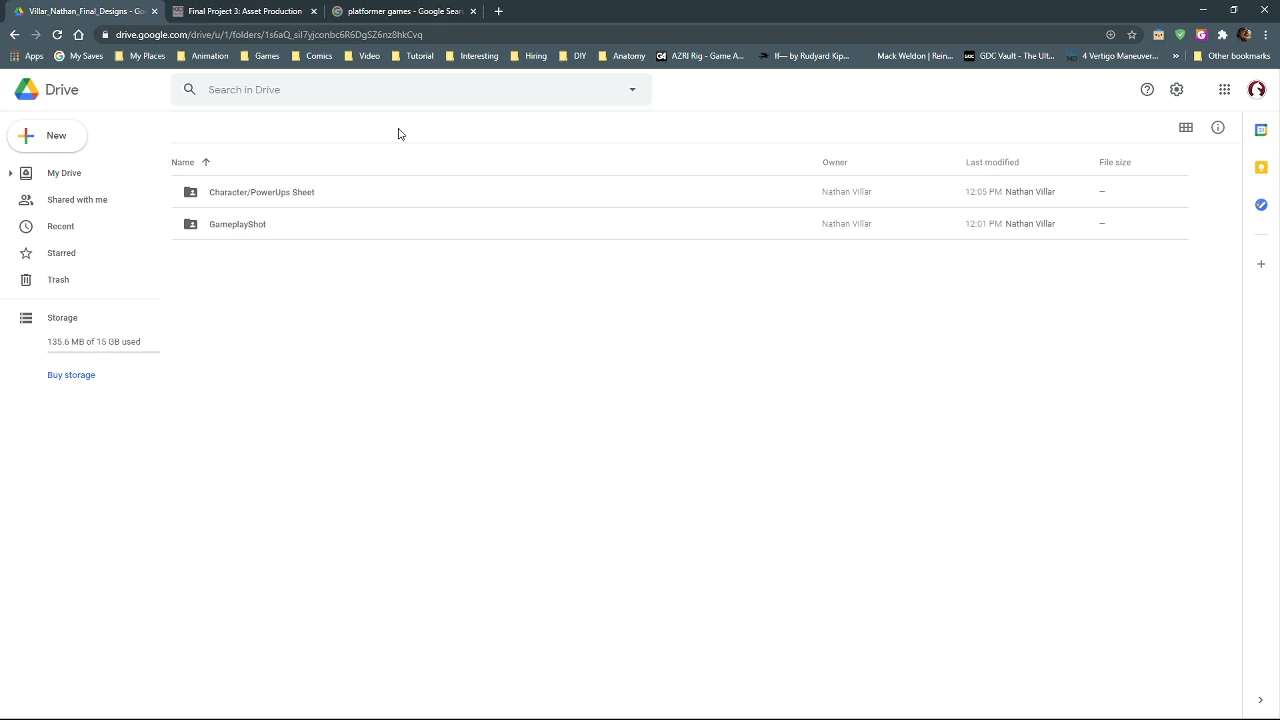 Villar_Nathan_Final_Designs - Go
Final Project 3: Asset Production
platformer games - Google Sear
drive.google.com/drive/u/1/folders/1s6aQ_sil7yjconbc6R6DgSZ6nz8hkCvq
Apps My Saves My Places Animation Games Comics Video Tutorial Interesting Hiring DIY Anatomy AZRI Rig - Game A... If— by Rudyard Kip... Mack Weldon | Rein... GDC Vault - The Ult... 4 Vertigo Maneuver... » Other bookmarks
Drive
Search in Drive
New
My Drive
Shared with me
Recent
Starred
Trash
Storage
135.6 MB of 15 GB used
Buy storage
Name Owner Last modified File size
Character/PowerUps Sheet Nathan Villar 12:05 PM Nathan Villar —
GameplayShot Nathan Villar 12:01 PM Nathan Villar —